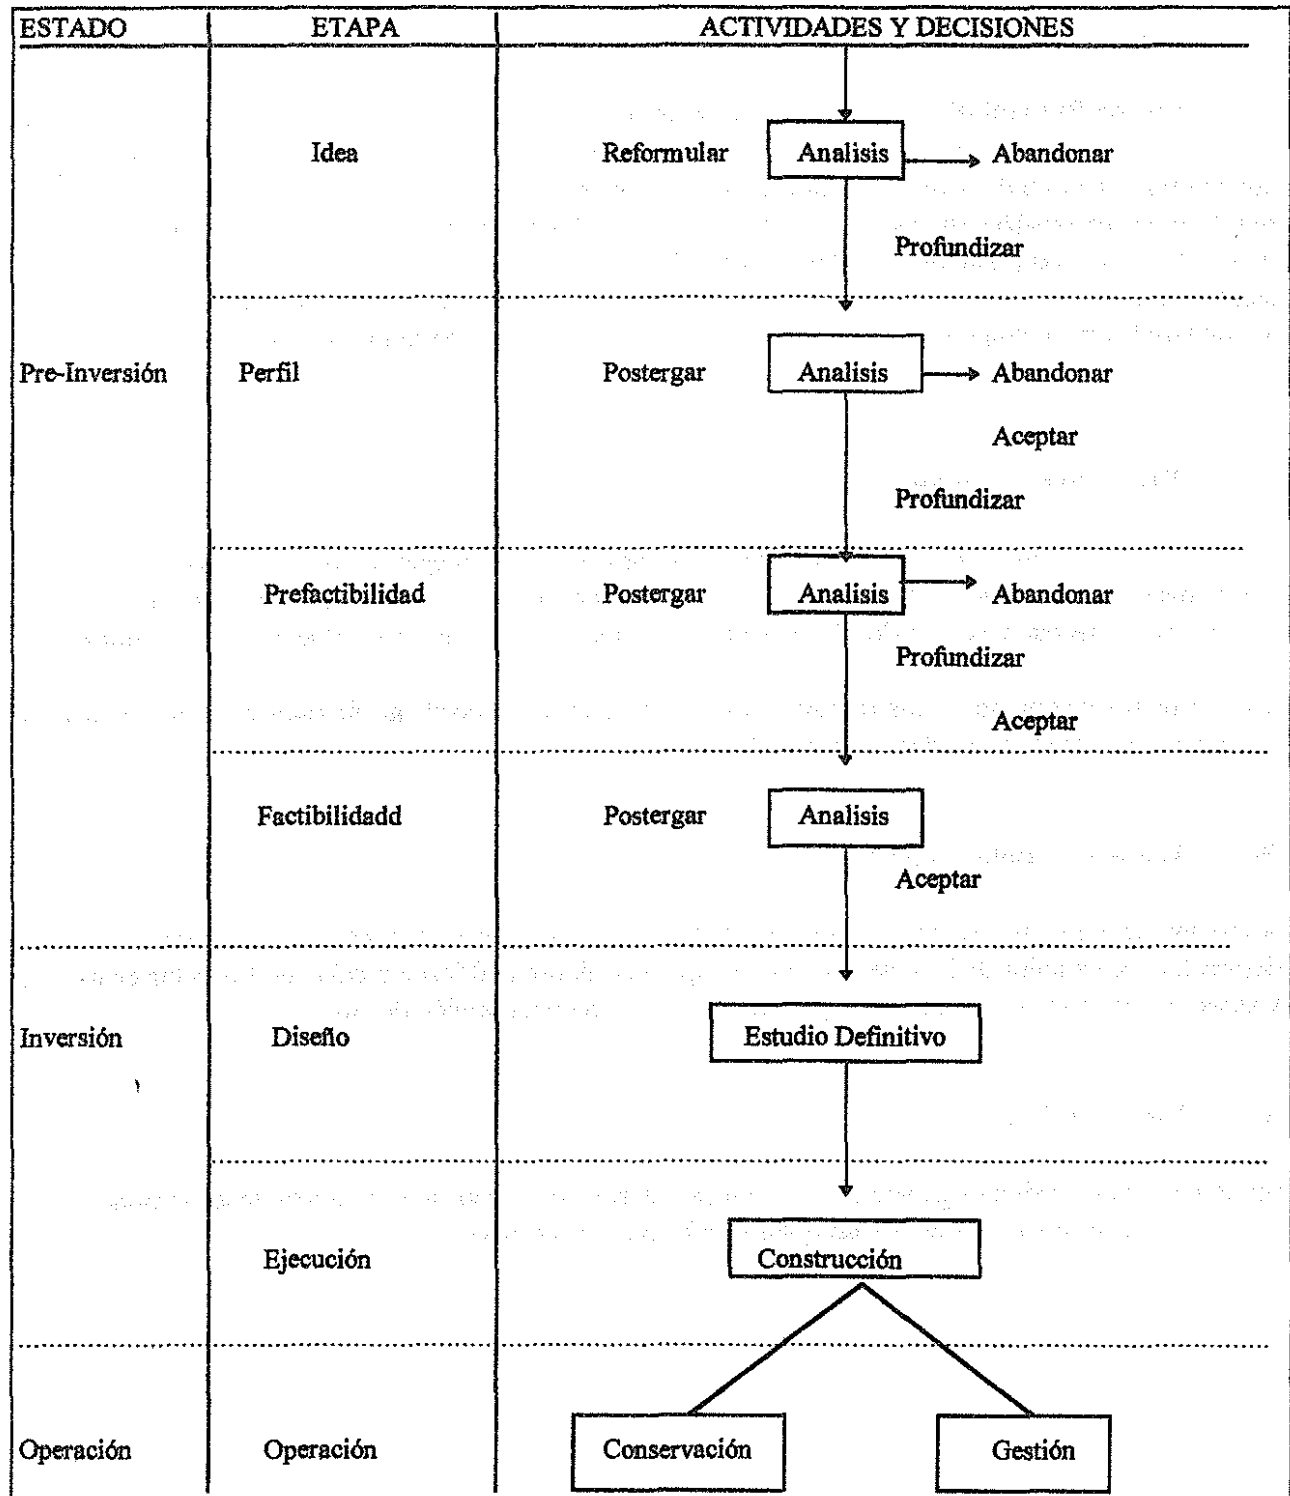 ESTADO ETAPA ACTIVIDADES Y DECISIONES
Idea Reformular Analisis Abandonar
Profundizar
Pre-Inversión Perfil Postergar Analisis Abandonar
Aceptar
Profundizar
Prefactibilidad Postergar Analisis Abandonar
Profundizar
Aceptar
Factibilidadd Postergar Analisis
Aceptar
Inversión Diseño Estudio Definitivo
Ejecución Construcción
Operación Operación Conservación Gestión